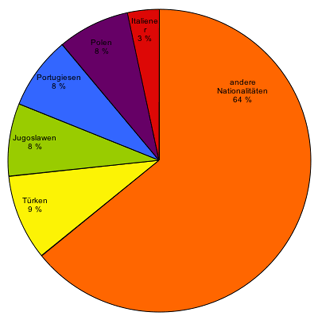 Italiene
r
3 %
andere
Nationalitäten
64 %
Türken
9 %
Jugoslawen
8 %
Portugiesen
8 %
Polen
8 %